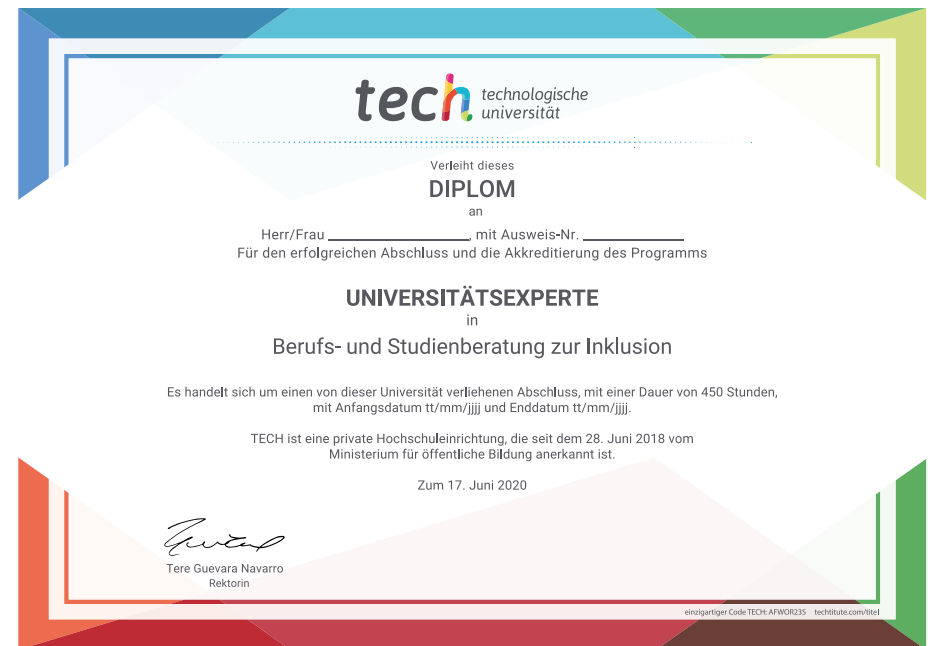 tech technologische
universität
Verleiht dieses
DIPLOM
an
Herr/Frau ____________________, mit Ausweis-Nr. ______________
Für den erfolgreichen Abschluss und die Akkreditierung des Programms
UNIVERSITÄTSEXPERTE
in
Berufs- und Studienberatung zur Inklusion
Es handelt sich um einen von dieser Universität verliehenen Abschluss, mit einer Dauer von 450 Stunden,
mit Anfangsdatum tt/mm/jjjj und Enddatum tt/mm/jjjj.
TECH ist eine private Hochschuleinrichtung, die seit dem 28. Juni 2018 vom
Ministerium für öffentliche Bildung anerkannt ist.
Zum 17. Juni 2020
Tere Guevara Navarro
Rektorin
einzigartiger Code TECH: AFWOR23S techtitute.com/titel